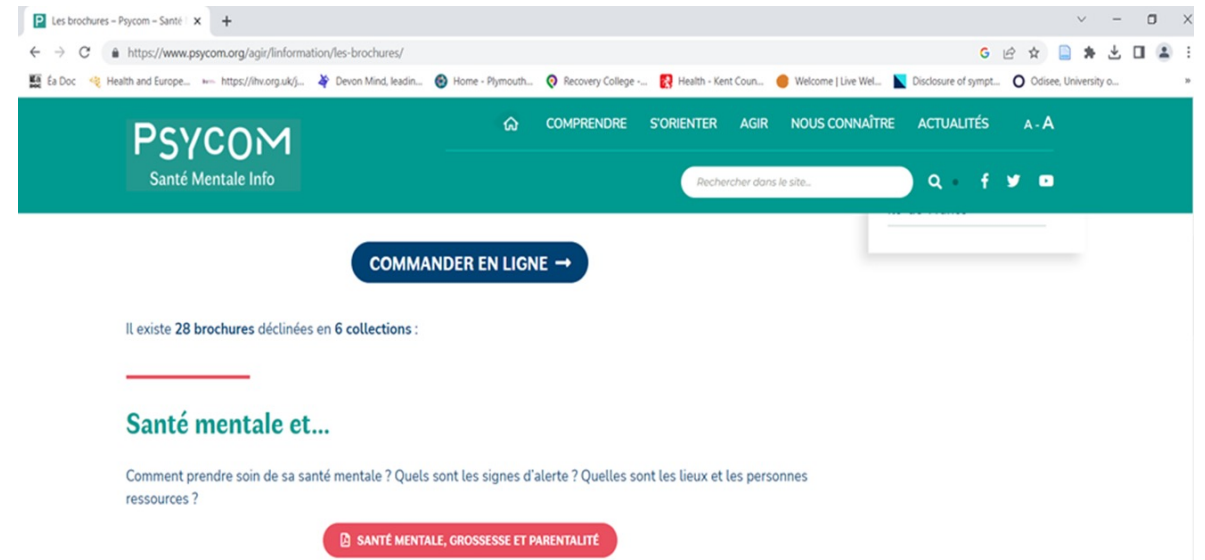 Les brochures – Psycom – Santé
https://www.psycom.org/agir/linformation/les-brochures/
Éa Doc
Health and Europe...
https://ihv.org.uk/j...
Devon Mind, leadin...
Home - Plymouth...
Recovery College -...
Health - Kent Coun...
Welcome | Live Wel...
Disclosure of sympt...
Odisee, University o...
PSYCOM
Santé Mentale Info
COMPRENDRE
S'ORIENTER
AGIR
NOUS CONNAÎTRE
ACTUALITÉS
A - A
Rechercher dans le site...
COMMANDER EN LIGNE →
Il existe 28 brochures déclinées en 6 collections :
Santé mentale et...
Comment prendre soin de sa santé mentale ? Quels sont les signes d'alerte ? Quelles sont les lieux et les personnes
ressources ?
SANTÉ MENTALE, GROSSESSE ET PARENTALITÉ